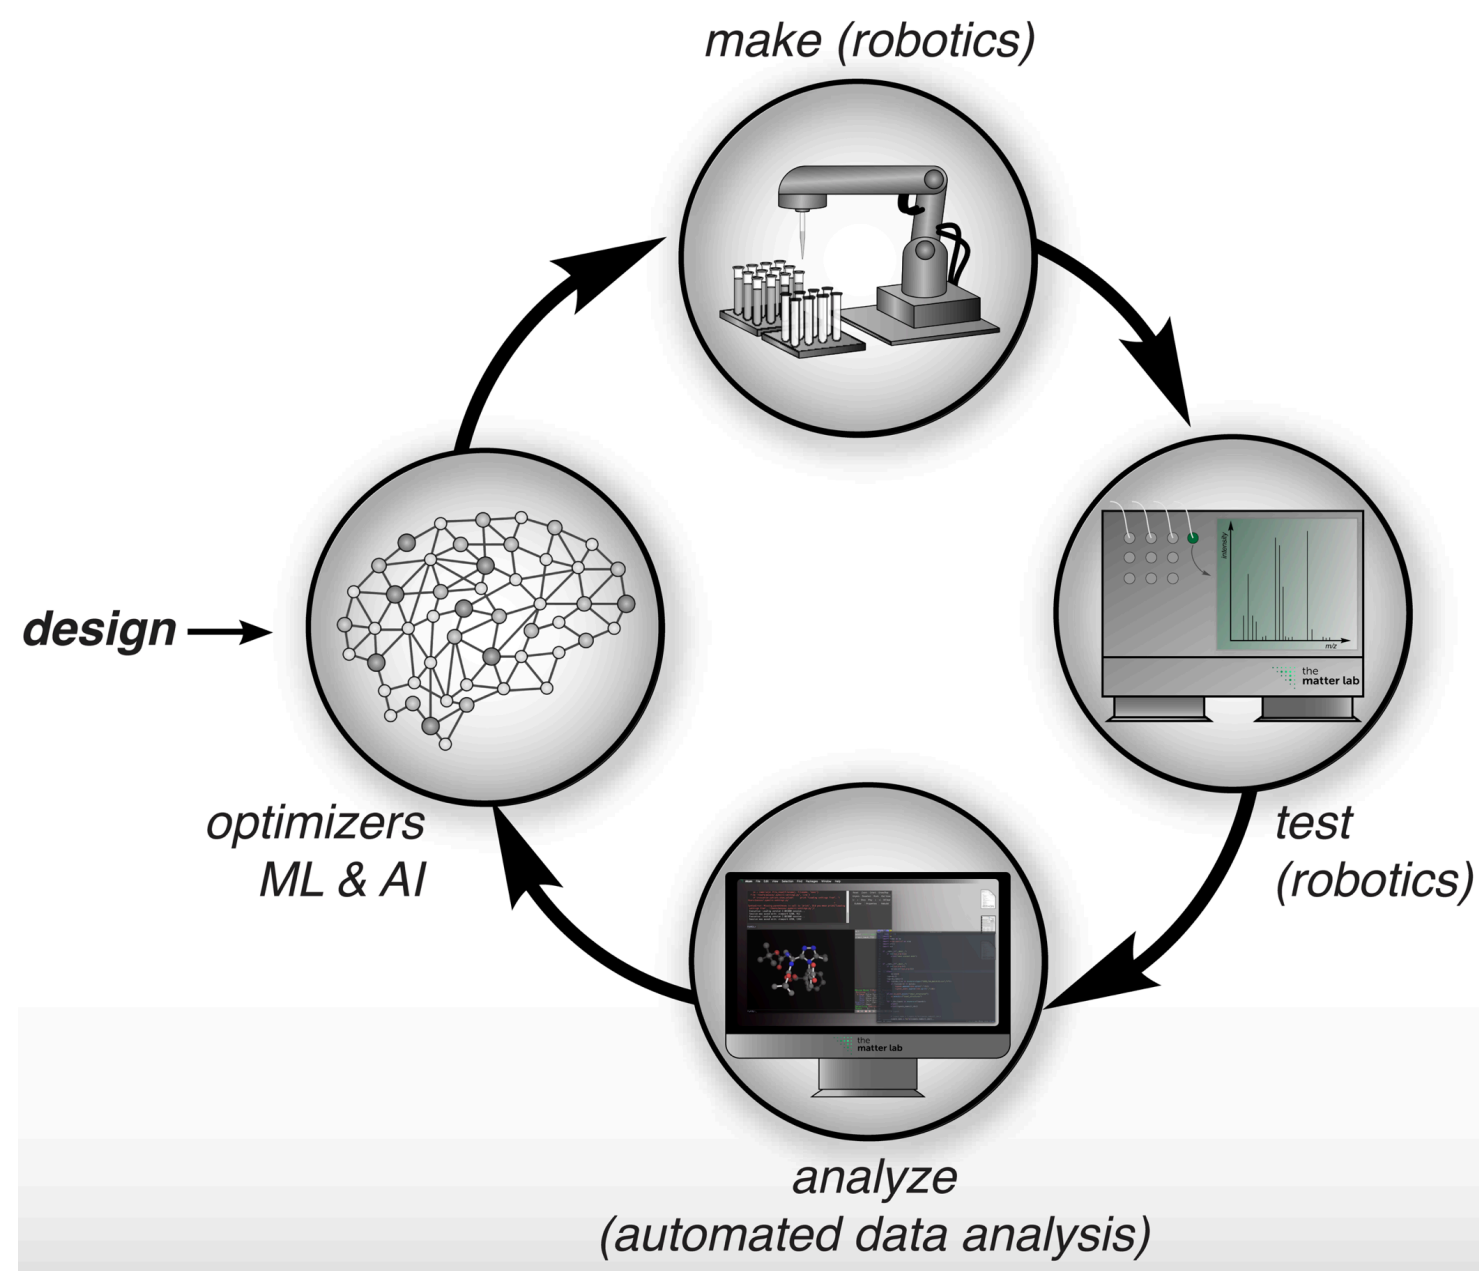 make (robotics)
design
intensity
m/z
the
matter lab
optimizers
ML & AI
test
(robotics)
the
matter lab
analyze
(automated data analysis)